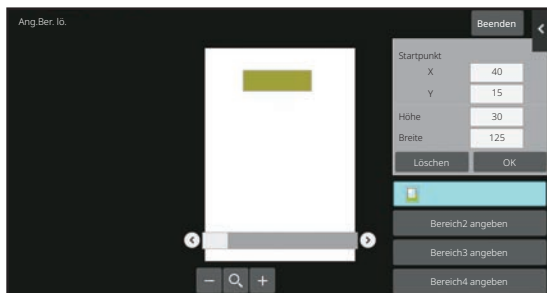 Ang.Ber. lö.
Beenden
Startpunkt
X 40
Y 15
Höhe 30
Breite 125
Löschen OK
Bereich2 angeben
Bereich3 angeben
Bereich4 angeben